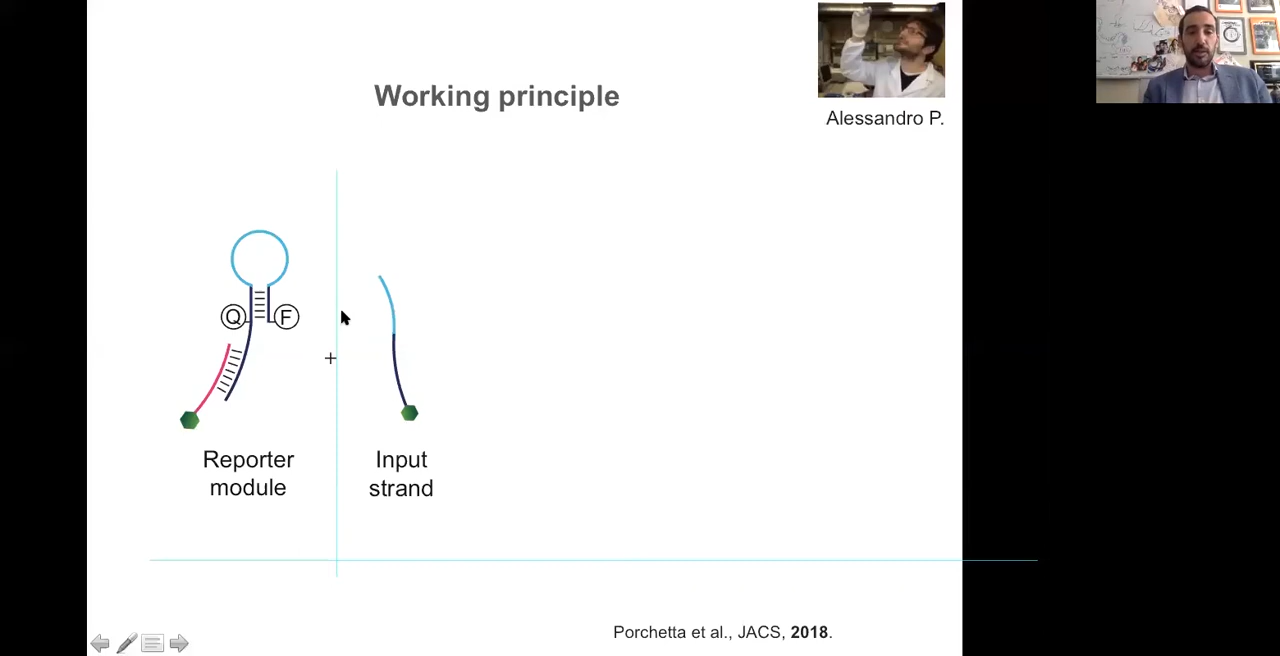 Working principle
Alessandro P.
Q
F
+
Reporter
module
Input
strand
Porchetta et al., JACS, 2018.